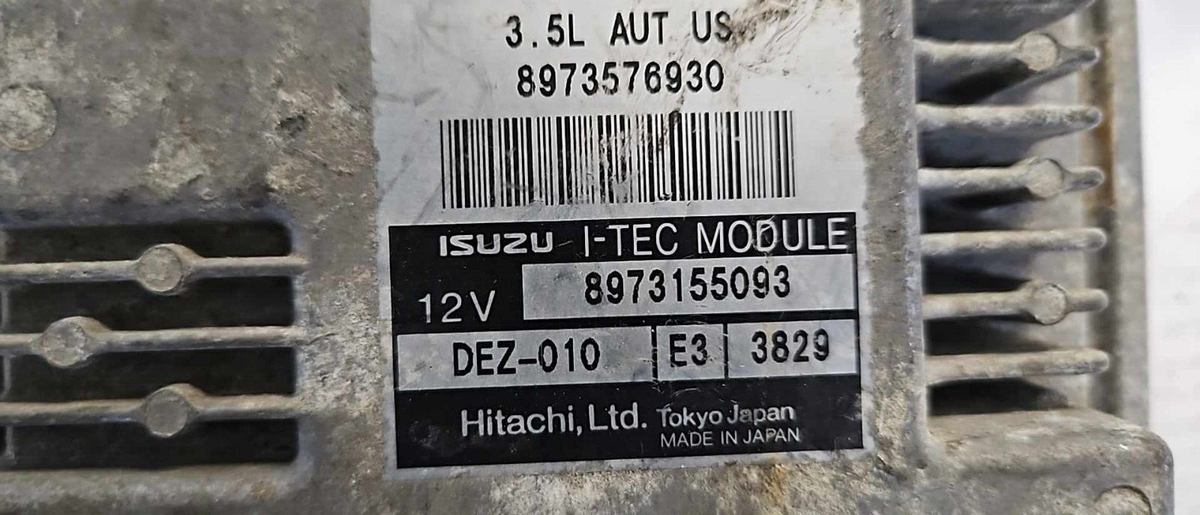 3.5L AUT US
8973576930
ISUZU I-TEC MODULE
12V 8973155093
DEZ-010 E3 3829
Hitachi, Ltd. Tokyo Japan
MADE IN JAPAN